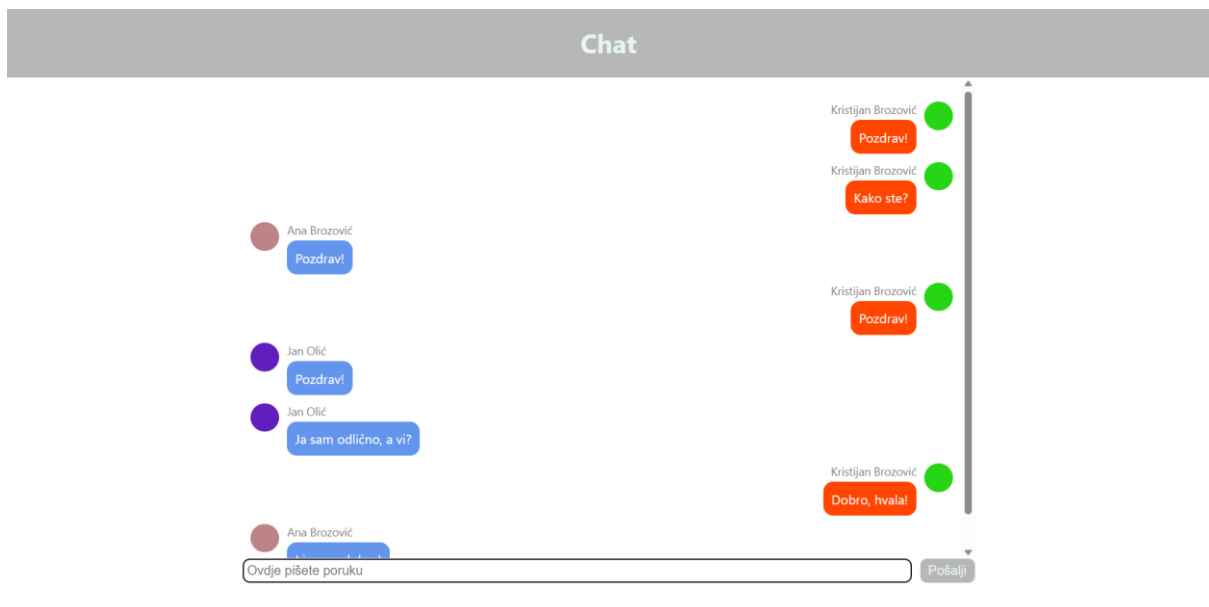 Chat
Kristijan Brozović
Pozdrav!
Kristijan Brozović
Kako ste?
Ana Brozović
Pozdrav!
Kristijan Brozović
Pozdrav!
Jan Olić
Pozdrav!
Jan Olić
Ja sam odlično, a vi?
Kristijan Brozović
Dobro, hvala!
Ana Brozović
Ovdje pišete poruku
Pošalji